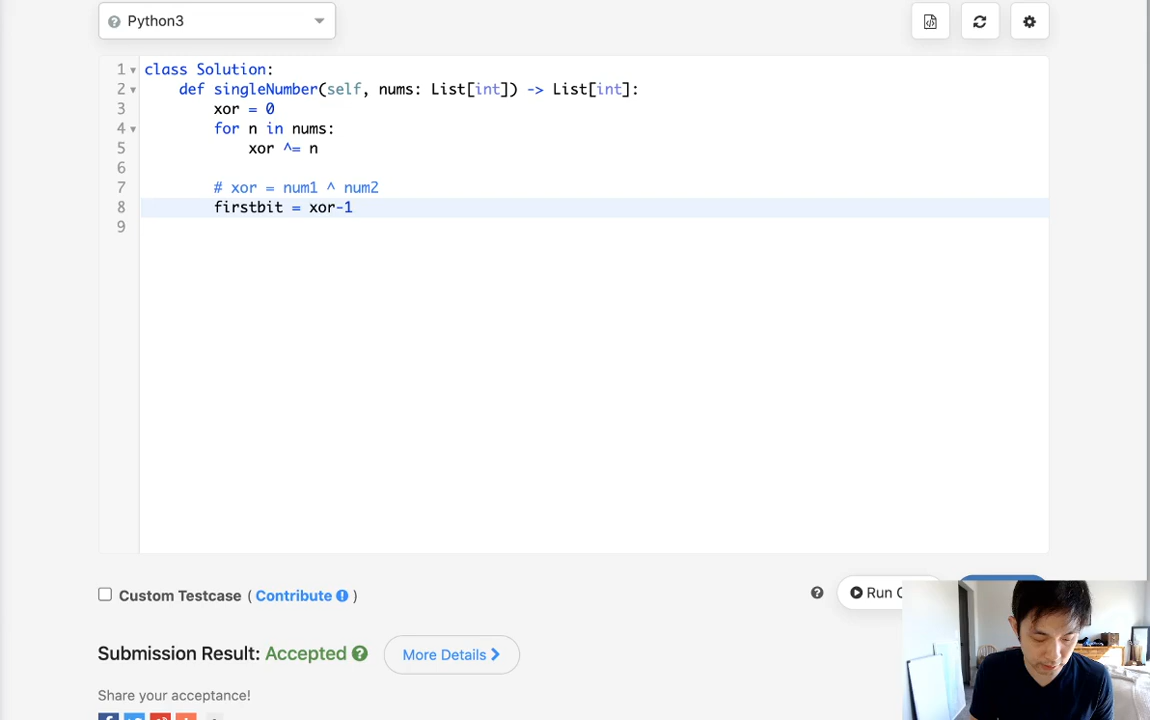 Python3
1 class Solution:
2 def singleNumber(self, nums: List[int]) -> List[int]:
3 xor = 0
4 for n in nums:
5 xor ^= n
6
7 # xor = num1 ^ num2
8 firstbit = xor-1
9
Custom Testcase ( Contribute )
Run
Submission Result: Accepted
More Details
Share your acceptance!